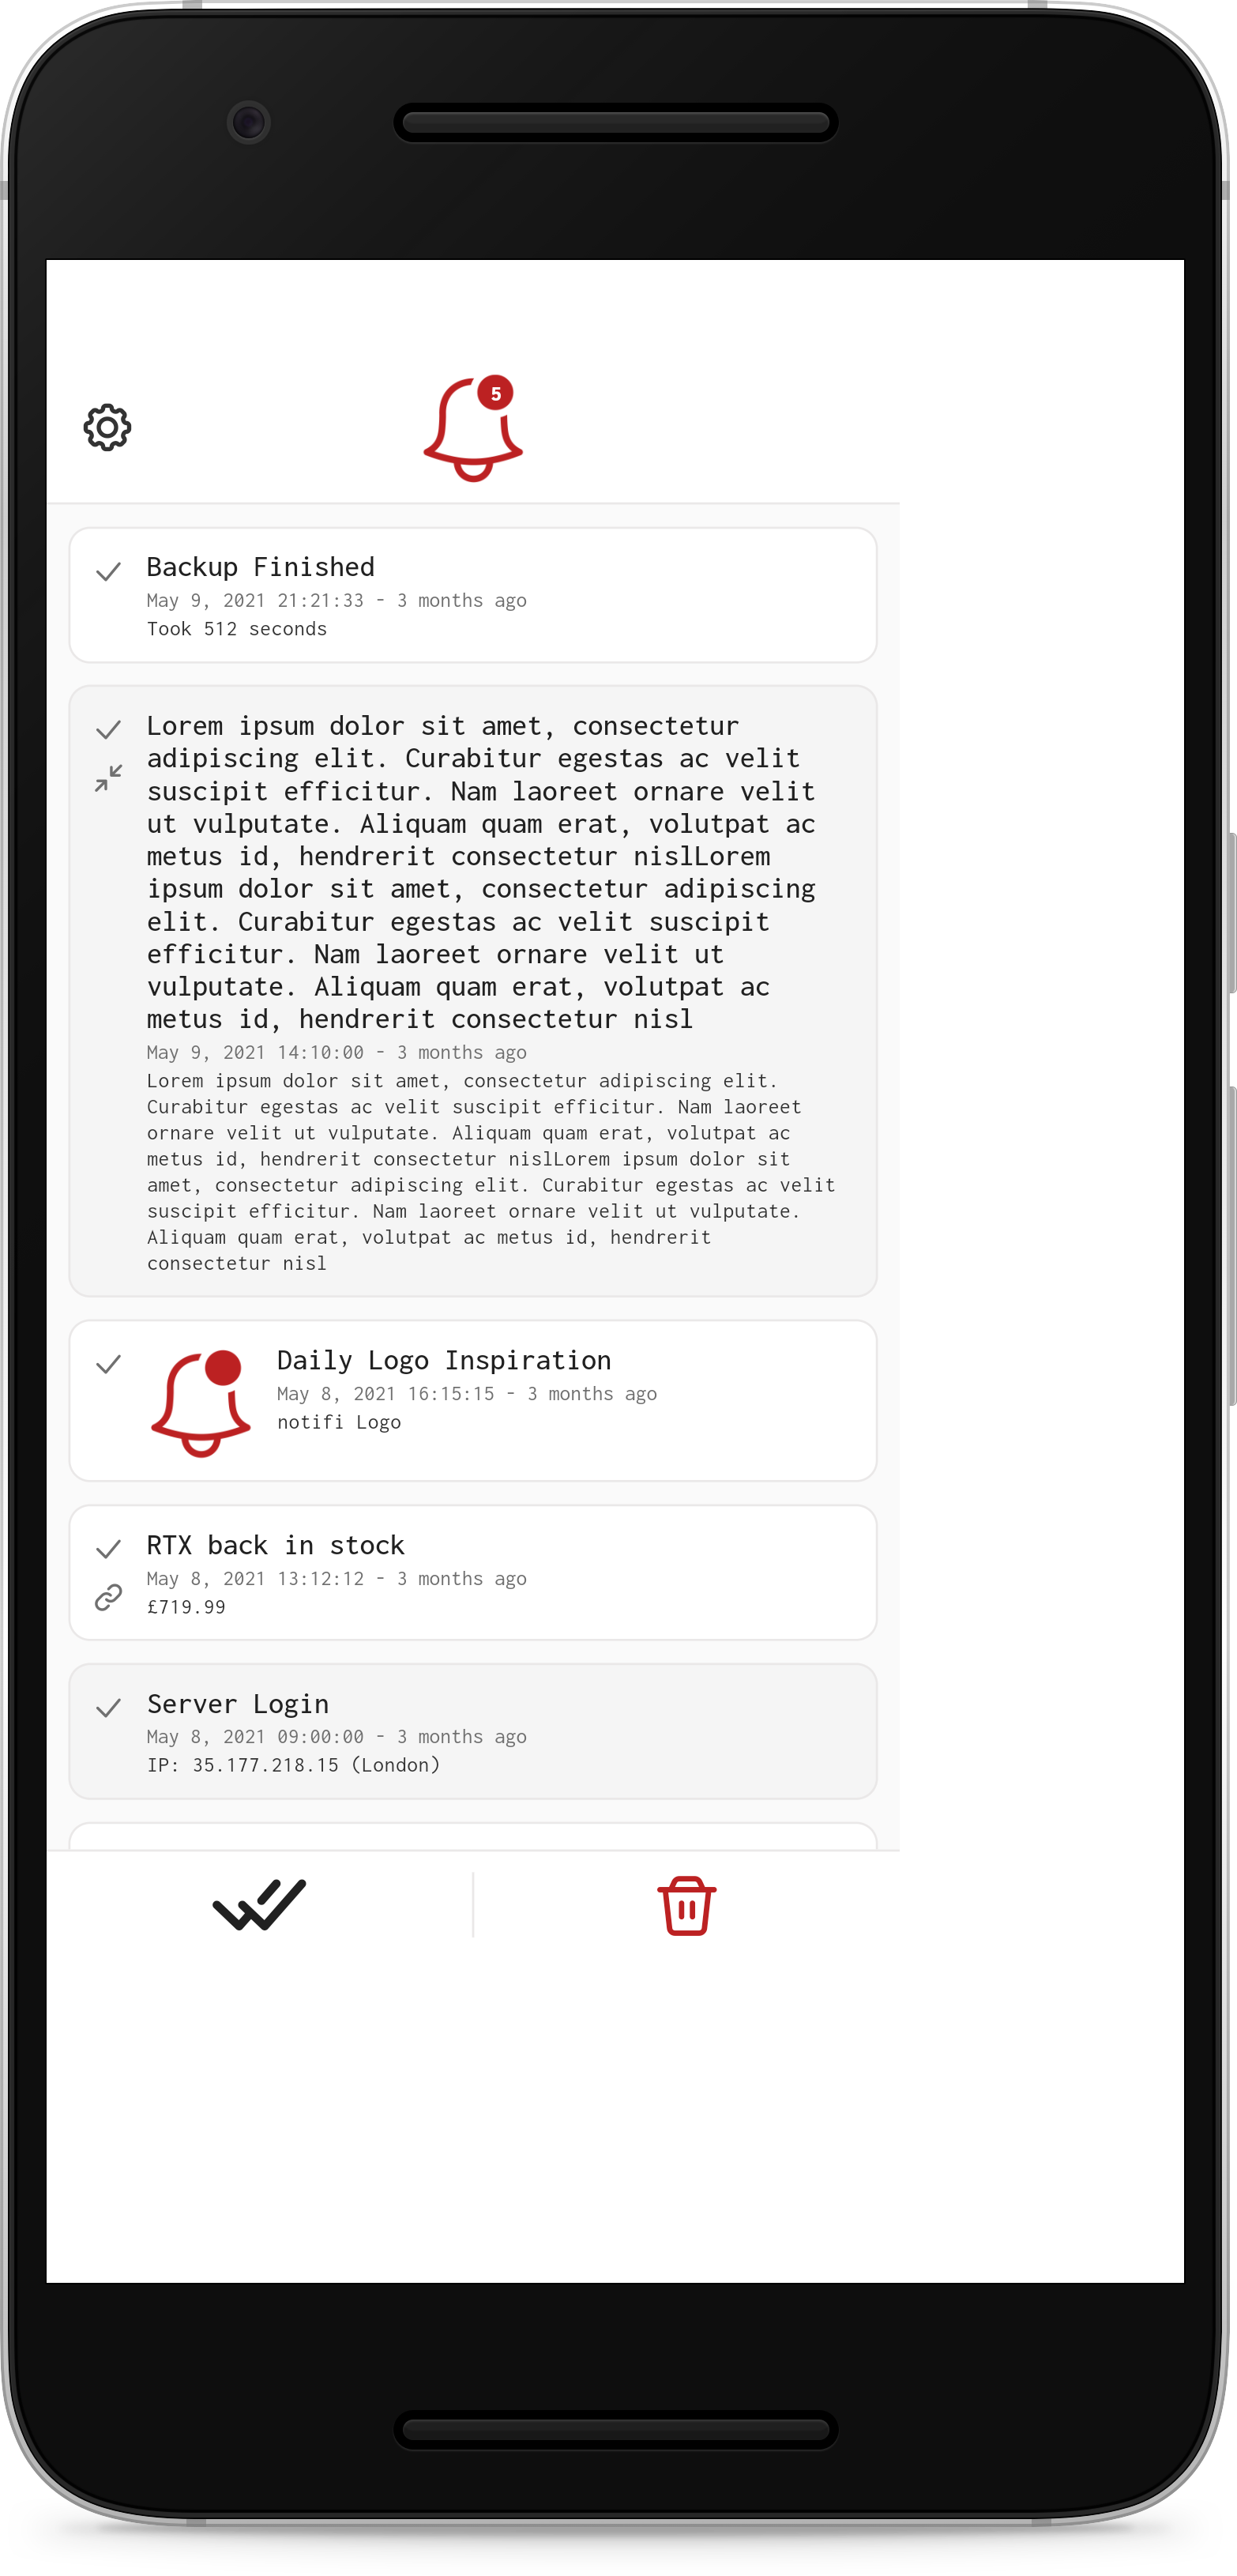 5
Backup Finished
May 9, 2021 21:21:33 - 3 months ago
Took 512 seconds
Lorem ipsum dolor sit amet, consectetur
adipiscing elit. Curabitur egestas ac velit
suscipit efficitur. Nam laoreet ornare velit
ut vulputate. Aliquam quam erat, volutpat ac
metus id, hendrerit consectetur nislLorem
ipsum dolor sit amet, consectetur adipiscing
elit. Curabitur egestas ac velit suscipit
efficitur. Nam laoreet ornare velit ut
vulputate. Aliquam quam erat, volutpat ac
metus id, hendrerit consectetur nisl
May 9, 2021 14:10:00 - 3 months ago
Lorem ipsum dolor sit amet, consectetur adipiscing elit.
Curabitur egestas ac velit suscipit efficitur. Nam laoreet
ornare velit ut vulputate. Aliquam quam erat, volutpat ac
metus id, hendrerit consectetur nislLorem ipsum dolor sit
amet, consectetur adipiscing elit. Curabitur egestas ac velit
suscipit efficitur. Nam laoreet ornare velit ut vulputate.
Aliquam quam erat, volutpat ac metus id, hendrerit
consectetur nisl
Daily Logo Inspiration
May 8, 2021 16:15:15 - 3 months ago
notifi Logo
RTX back in stock
May 8, 2021 13:12:12 - 3 months ago
£719.99
Server Login
May 8, 2021 09:00:00 - 3 months ago
IP: 35.177.218.15 (London)